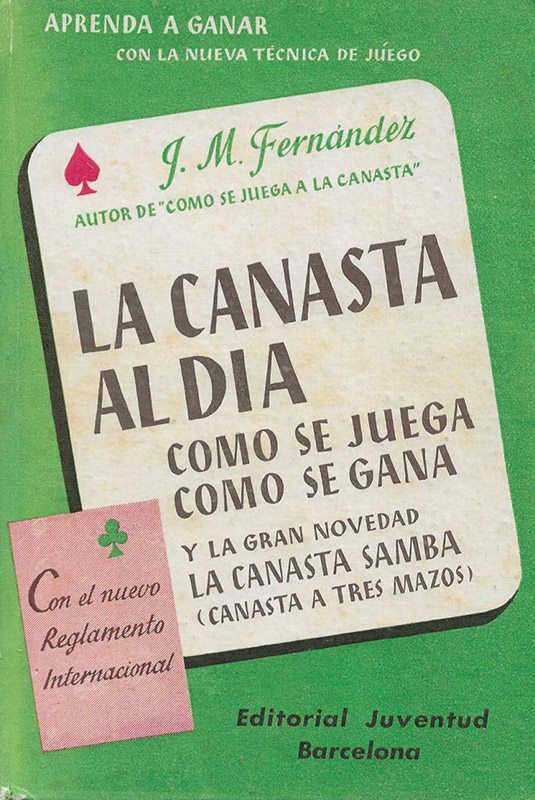 APRENDA A GANAR
CON LA NUEVA TÉCNICA DE JÚEGO
J. M. Fernández
AUTOR DE "COMO SE JUEGA A LA CANASTA"
LA CANASTA
AL DIA
COMO SE JUEGA
COMO SE GANA
Y LA GRAN NOVEDAD
LA CANASTA SAMBA
(CANASTA A TRES MAZOS)
Con el nuevo
Reglamento
Internacional
Editorial Juventud
Barcelona